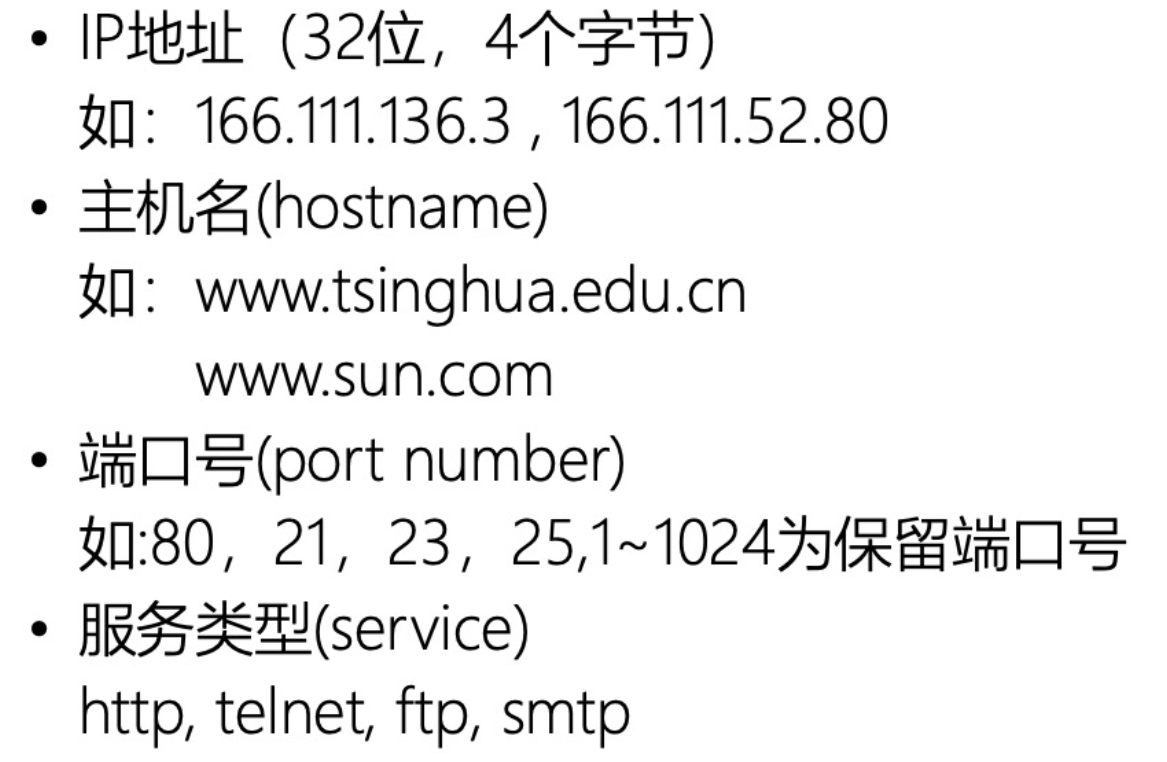 • IP地址（32位，4个字节）
如：166.111.136.3 , 166.111.52.80
• 主机名(hostname)
如：www.tsinghua.edu.cn
www.sun.com
• 端口号(port number)
如:80，21，23，25,1~1024为保留端口号
• 服务类型(service)
http, telnet, ftp, smtp